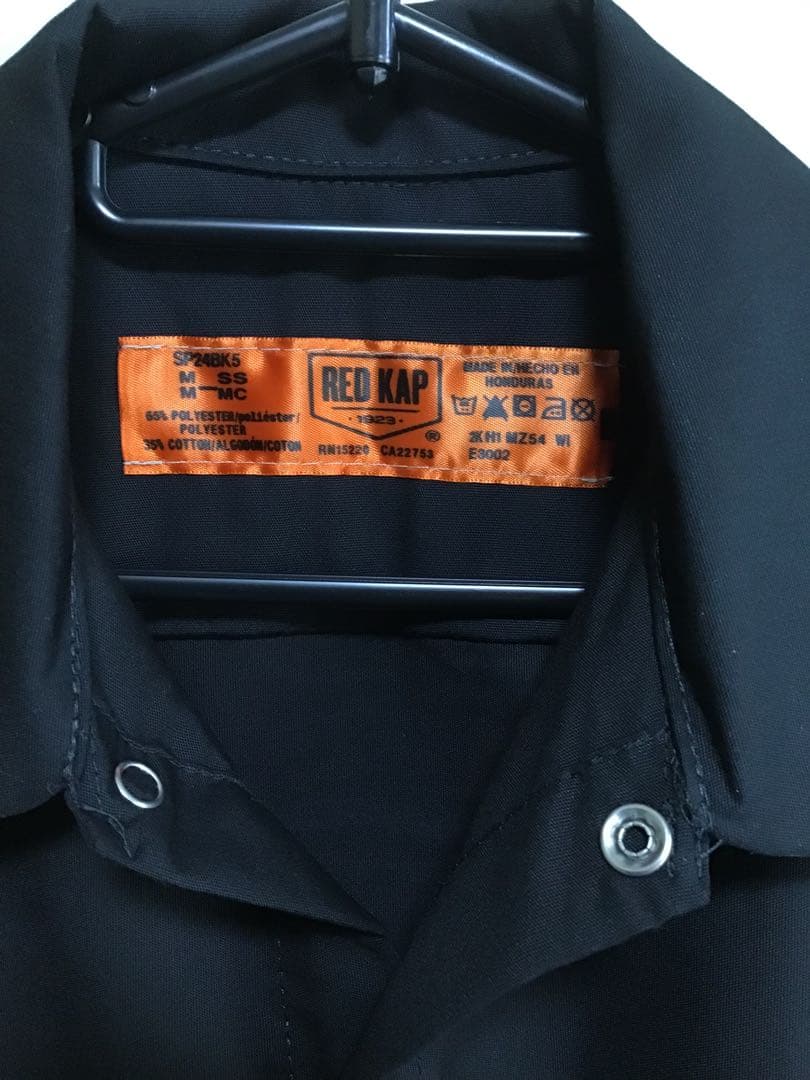 SP24BK5
M — SS
M — MC
65% POLYESTER/poliéster/
POLYESTER
35% COTTON/ALGODÓN/COTON
RED KAP
· 1923 ·
®
RN15220 CA22753
MADE IN/HECHO EN
HONDURAS
2KH1 MZ54 WI
E3002